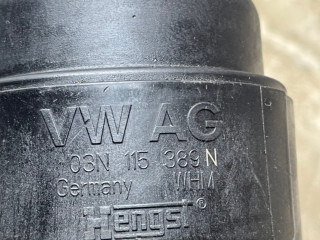 VW AG
03N 115 389 N
Germany WHM
Hengst®